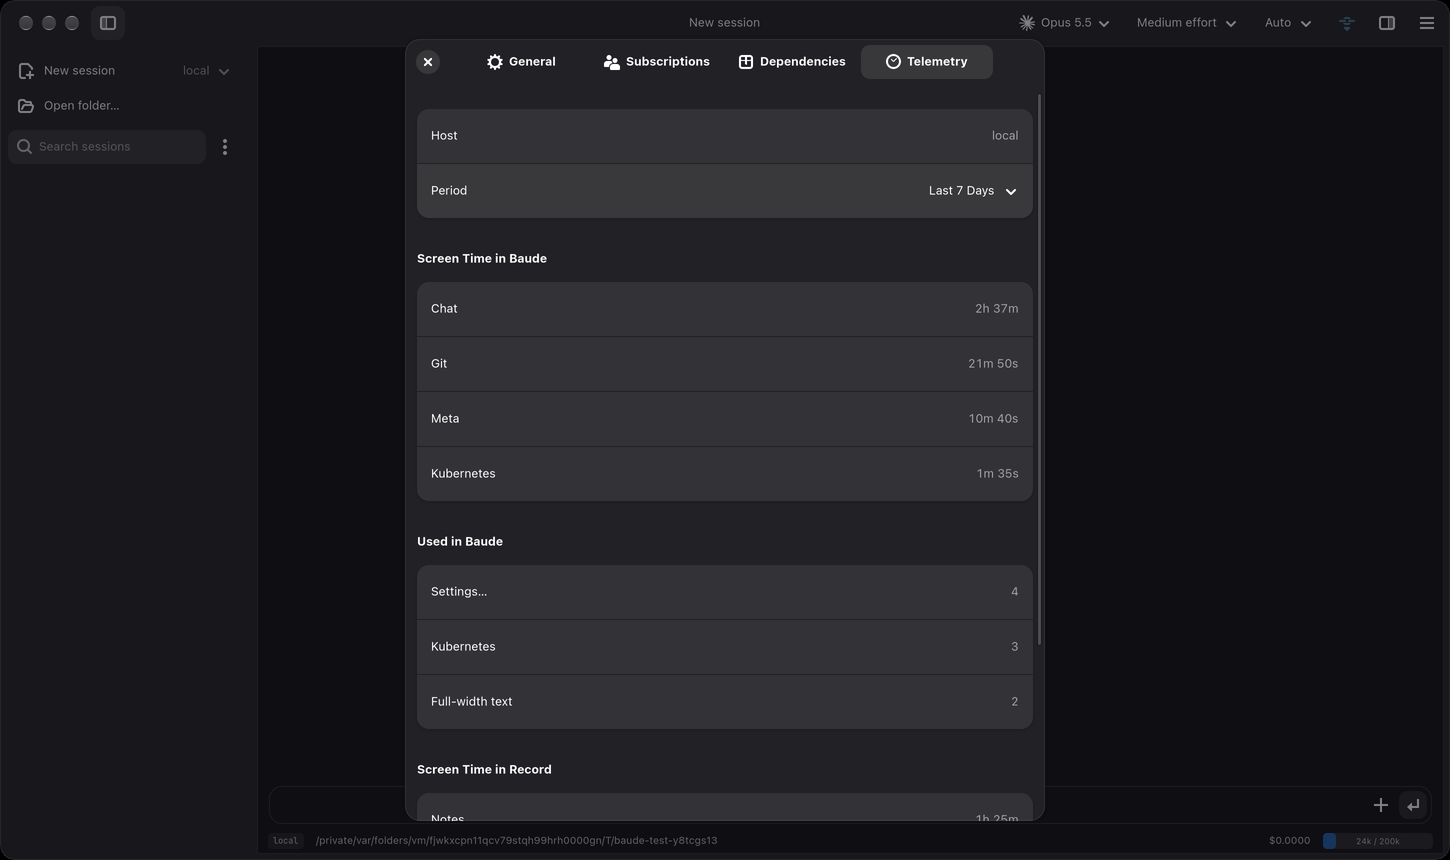 New session
Opus 5.5
Medium effort
Auto
New session
local
Open folder...
Search sessions
General
Subscriptions
Dependencies
Telemetry
Host
local
Period
Last 7 Days
Screen Time in Baude
Chat
2h 37m
Git
21m 50s
Meta
10m 40s
Kubernetes
1m 35s
Used in Baude
Settings...
4
Kubernetes
3
Full-width text
2
Screen Time in Record
Notes
1h 25m
local
/private/var/folders/vm/fjwkxcpn11qcv79stqh99hrh0000gn/T/baude-test-y8tcgs13
$0.0000
24k / 200k